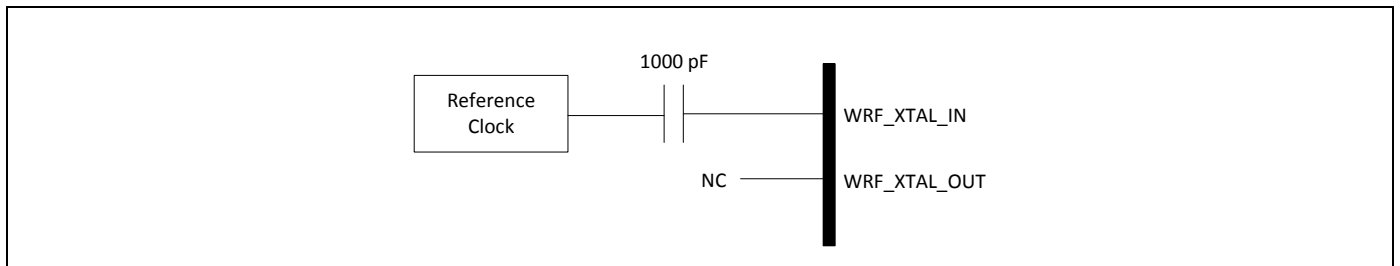 1000 pF
Reference
Clock
WRF_XTAL_IN
NC
WRF_XTAL_OUT